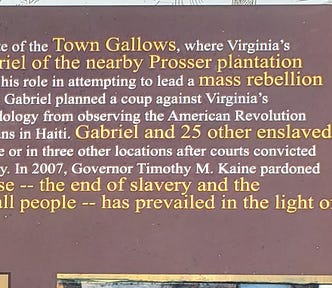 te of the Town Gallows, where Virginia's
riel of the nearby Prosser plantation
his role in attempting to lead a mass rebellion
Gabriel planned a coup against Virginia's
dology from observing the American Revolution
ns in Haiti. Gabriel and 25 other enslaved
e or in three other locations after courts convicted
y. In 2007, Governor Timothy M. Kaine pardoned
se -- the end of slavery and the
all people -- has prevailed in the light o